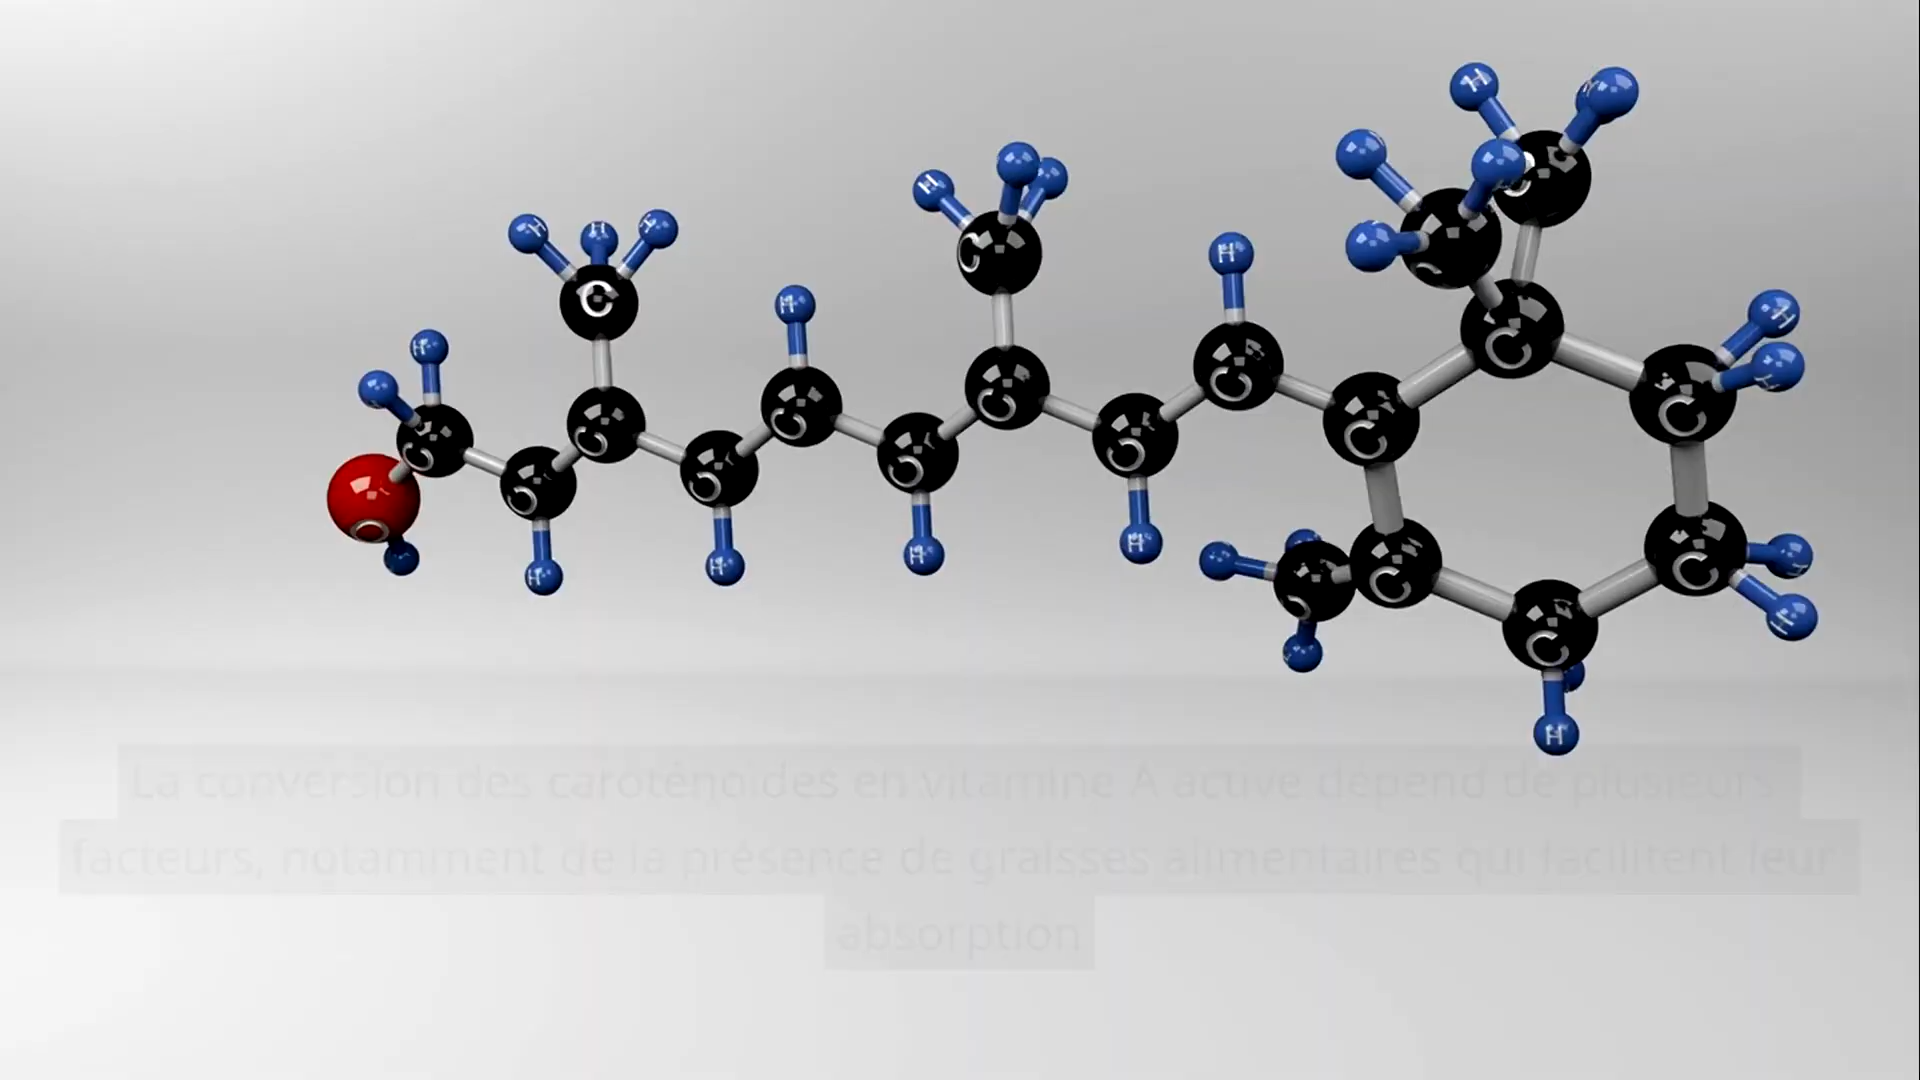 La conversion des caroténoïdes en vitamine A active dépend de plusieurs
facteurs, notamment de la présence de graisses alimentaires qui facilitent leur
absorption